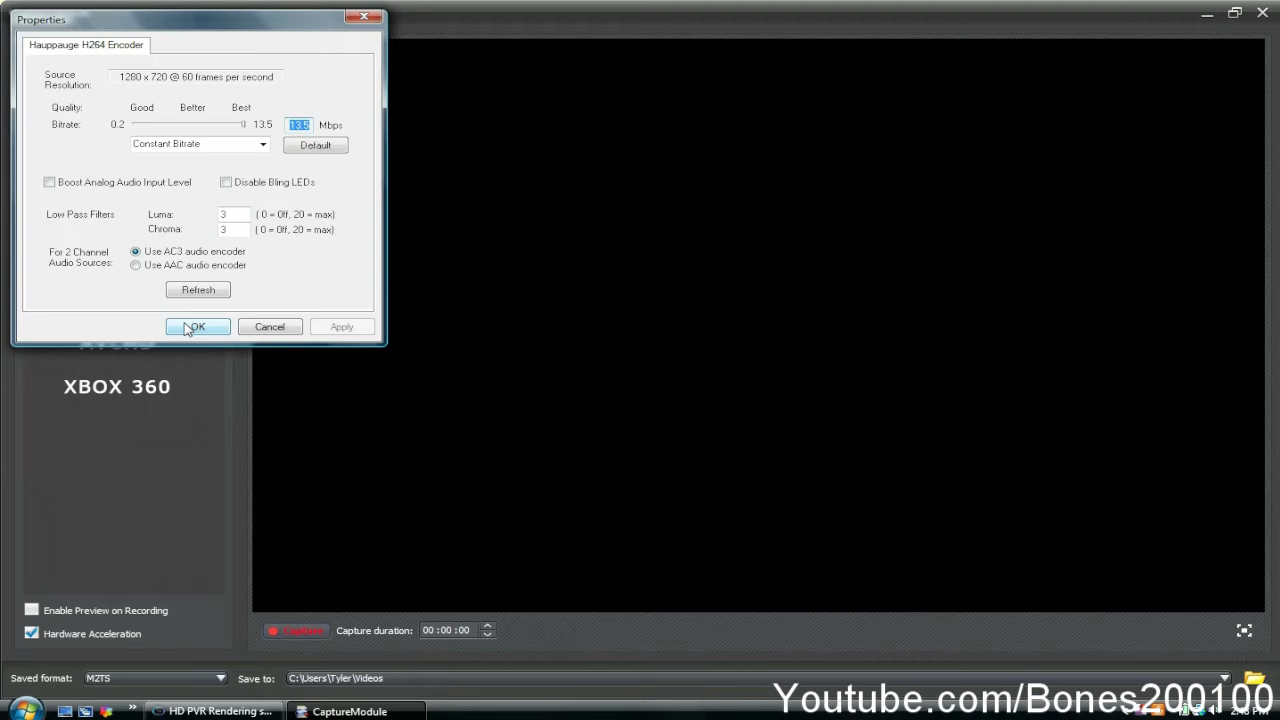 Properties
Hauppauge H264 Encoder
Source Resolution: 1280 x 720 @ 60 frames per second
Quality: Good Better Best
Bitrate: 0.2 13.5 13.5 Mbps
Constant Bitrate Default
Boost Analog Audio Input Level Disable Bling LEDs
Low Pass Filters Luma: 3 ( 0 = 0ff, 20 = max)
Chroma: 3 ( 0 = 0ff, 20 = max)
For 2 Channel Audio Sources: Use AC3 audio encoder
Use AAC audio encoder
Refresh
OK Cancel Apply
XBOX 360
Enable Preview on Recording
Hardware Acceleration
Capture Capture duration: 00 :00 : 00
Saved format: M2TS Save to: C:\Users\Tyler\Videos
Youtube.com/Bones200100
HD PVR Rendering s... CaptureModule